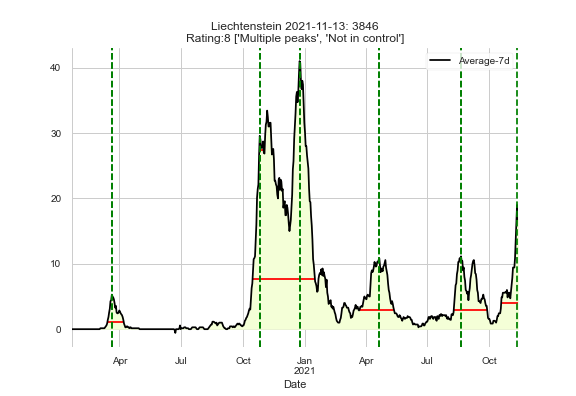 Liechtenstein 2021-11-13: 3846
Rating:8 ['Multiple peaks', 'Not in control']
Average-7d
40
30
20
10
0
Apr Jul Oct Jan Apr Jul Oct
2021
Date